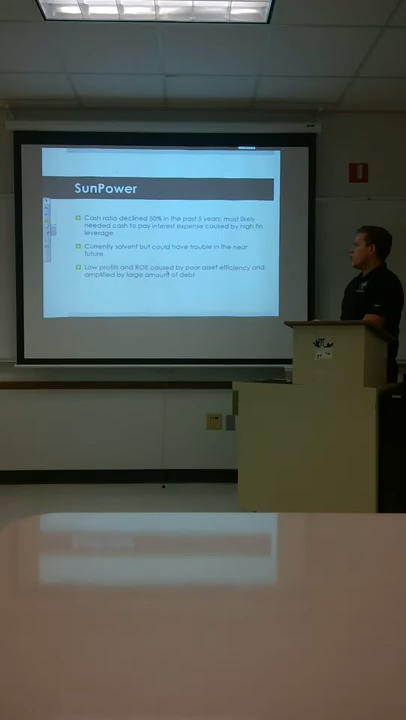 SunPower
Cash ratio declined 50% in the past 5 years; most likely
needed cash to pay interest expense caused by high fin
leverage
Currently solvent but could have trouble in the near
future
Low profits and ROE caused by poor asset efficiency and
amplified by large amount of debt